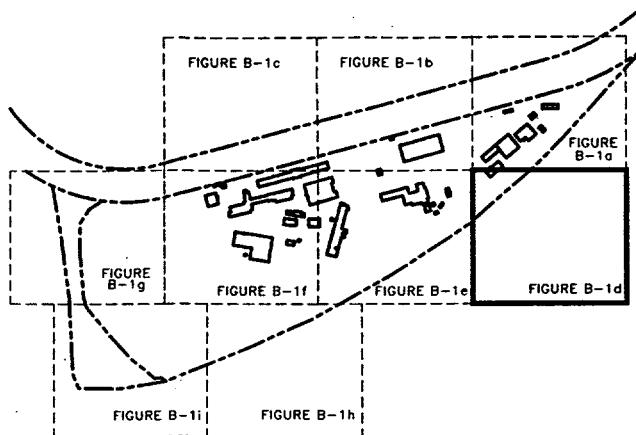 FIGURE B-1c
FIGURE B-1b
FIGURE
B-1a
FIGURE
B-1g
FIGURE B-1f
FIGURE B-1e
FIGURE B-1d
FIGURE B-1i
FIGURE B-1h